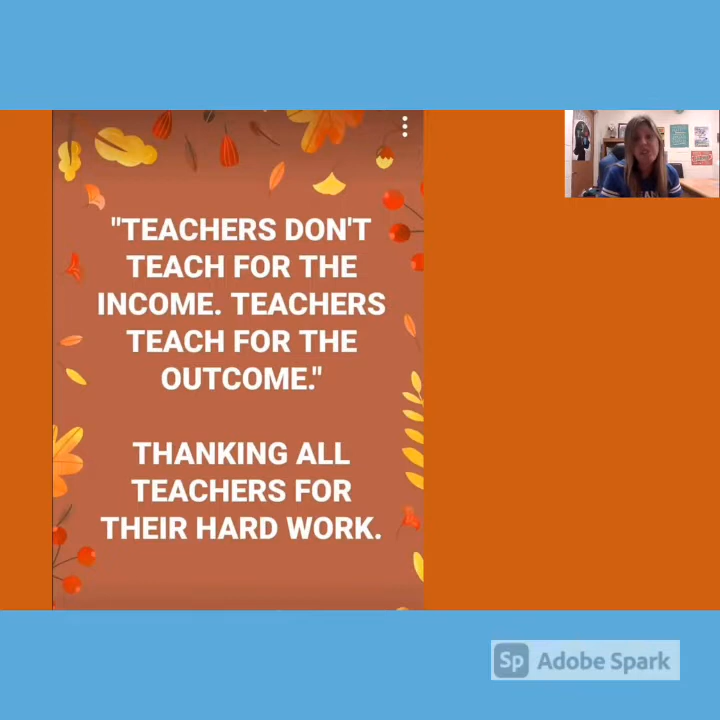 "TEACHERS DON'T
TEACH FOR THE
INCOME. TEACHERS
TEACH FOR THE
OUTCOME."
THANKING ALL
TEACHERS FOR
THEIR HARD WORK.
Sp Adobe Spark